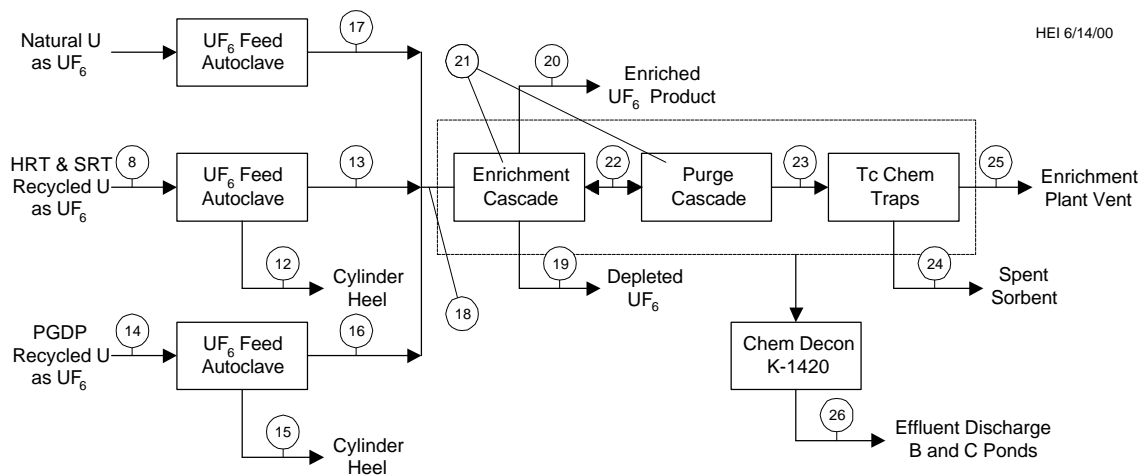 HEI 6/14/00
Natural U
as UF6
UF6 Feed
Autoclave
17
21
20
Enriched
UF6 Product
HRT & SRT
Recycled U
as UF6
8
UF6 Feed
Autoclave
13
Enrichment
Cascade
22
Purge
Cascade
23
Tc Chem
Traps
25
Enrichment
Plant Vent
12
Cylinder
Heel
18
19
Depleted
UF6
24
Spent
Sorbent
PGDP
Recycled U
as UF6
14
UF6 Feed
Autoclave
16
Chem Decon
K-1420
15
Cylinder
Heel
26
Effluent Discharge
B and C Ponds